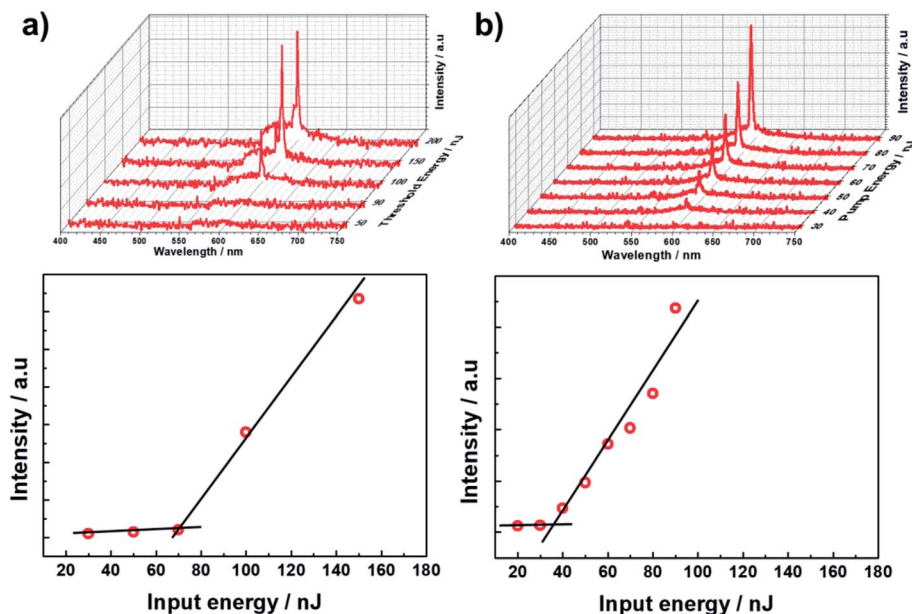 a)
Intensity / a.u
200
150
100
90
50
Threshold Energy / nJ
400 450 500 550 600 650 700 750
Wavelength / nm
b)
Intensity / a.u
90
80
70
60
50
40
30
Pump Energy / nJ
400 450 500 550 600 650 700 750
Wavelength / nm
Intensity / a.u
20 40 60 80 100 120 140 160 180
Input energy / nJ
Intensity / a.u
20 40 60 80 100 120 140 160 180
Input energy / nJ